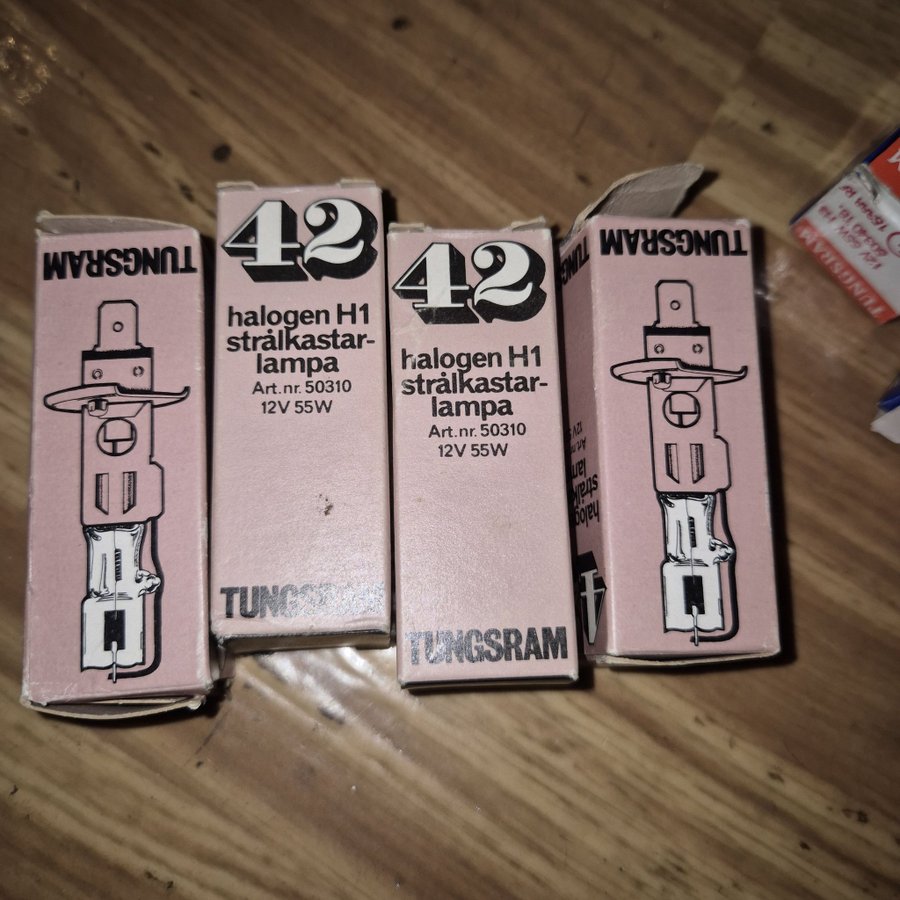 TUNGSRAM
42
halogen H1
strålkastar-
lampa
Art.nr. 50310
12V 55W
TUNGSRAM
42
halogen H1
strålkastar-
lampa
Art.nr. 50310
12V 55W
TUNGSRAM
TUNGSRAM
TUNGSRAM